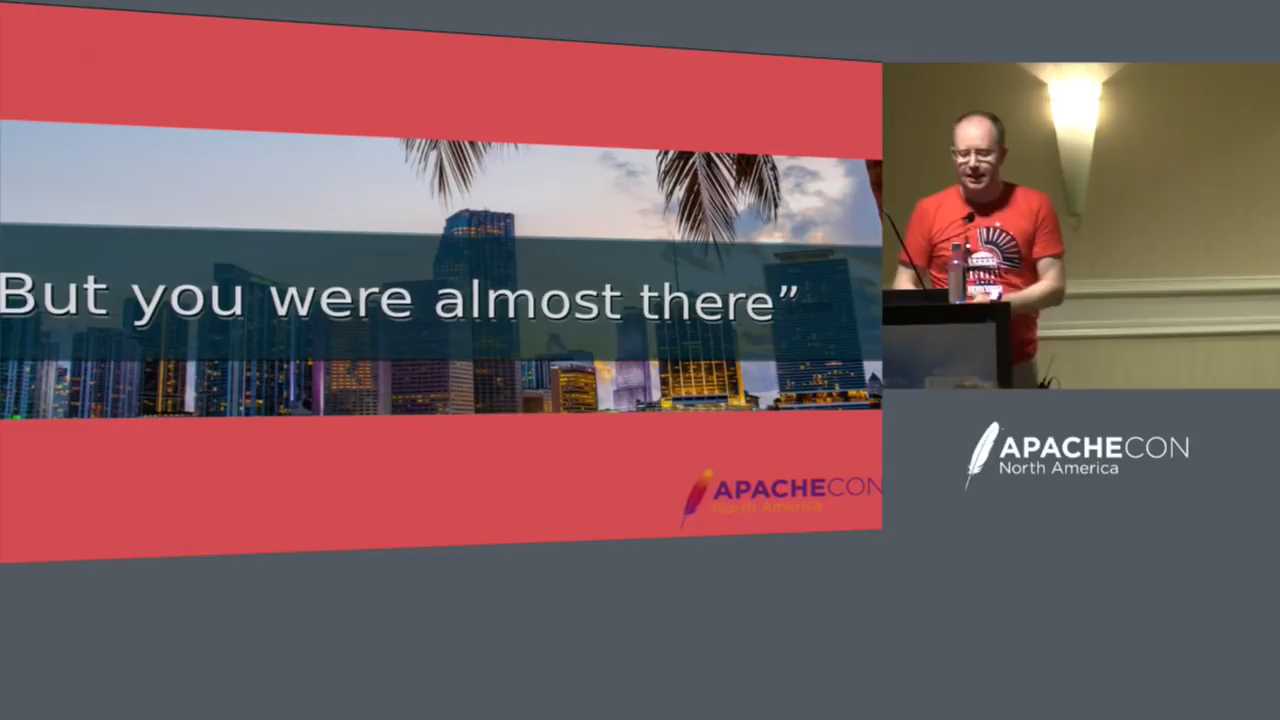 But you were almost there”
APACHECON
North America
APACHECON
North America